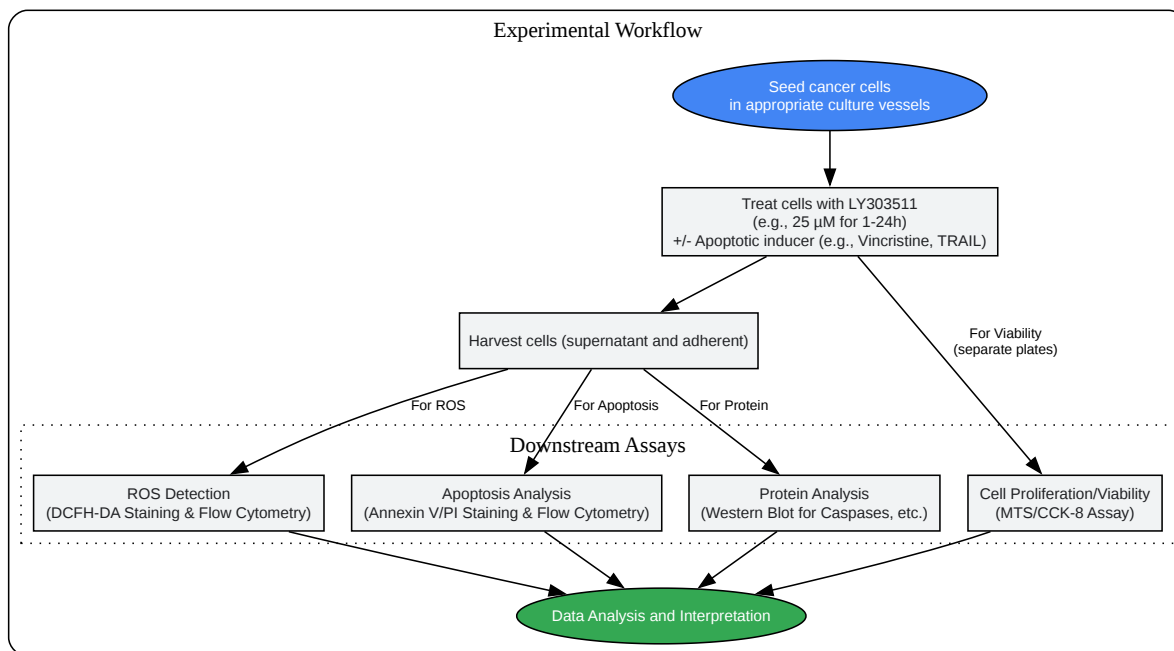 Experimental Workflow
Seed cancer cells
in appropriate culture vessels
Treat cells with LY303511
(e.g., 25 µM for 1-24h)
+/- Apoptotic inducer (e.g., Vincristine, TRAIL)
Harvest cells (supernatant and adherent)
For Viability
(separate plates)
For ROS
For Apoptosis
For Protein
Downstream Assays
ROS Detection
(DCFH-DA Staining & Flow Cytometry)
Apoptosis Analysis
(Annexin V/PI Staining & Flow Cytometry)
Protein Analysis
(Western Blot for Caspases, etc.)
Cell Proliferation/Viability
(MTS/CCK-8 Assay)
Data Analysis and Interpretation